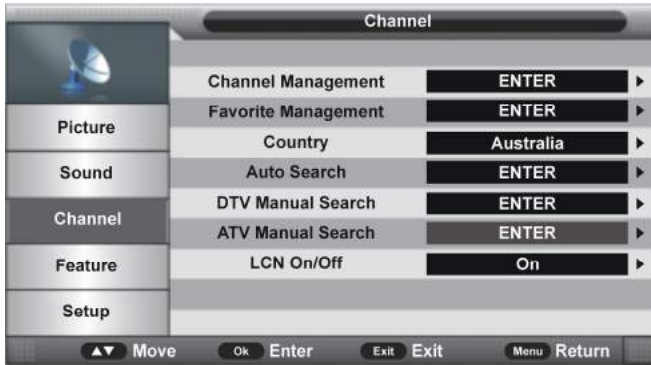 Channel
Channel Management ENTER
Favorite Management ENTER
Country Australia
Auto Search ENTER
DTV Manual Search ENTER
ATV Manual Search ENTER
LCN On/Off On
Picture
Sound
Channel
Feature
Setup
▲▼ Move Ok Enter Exit Exit Menu Return